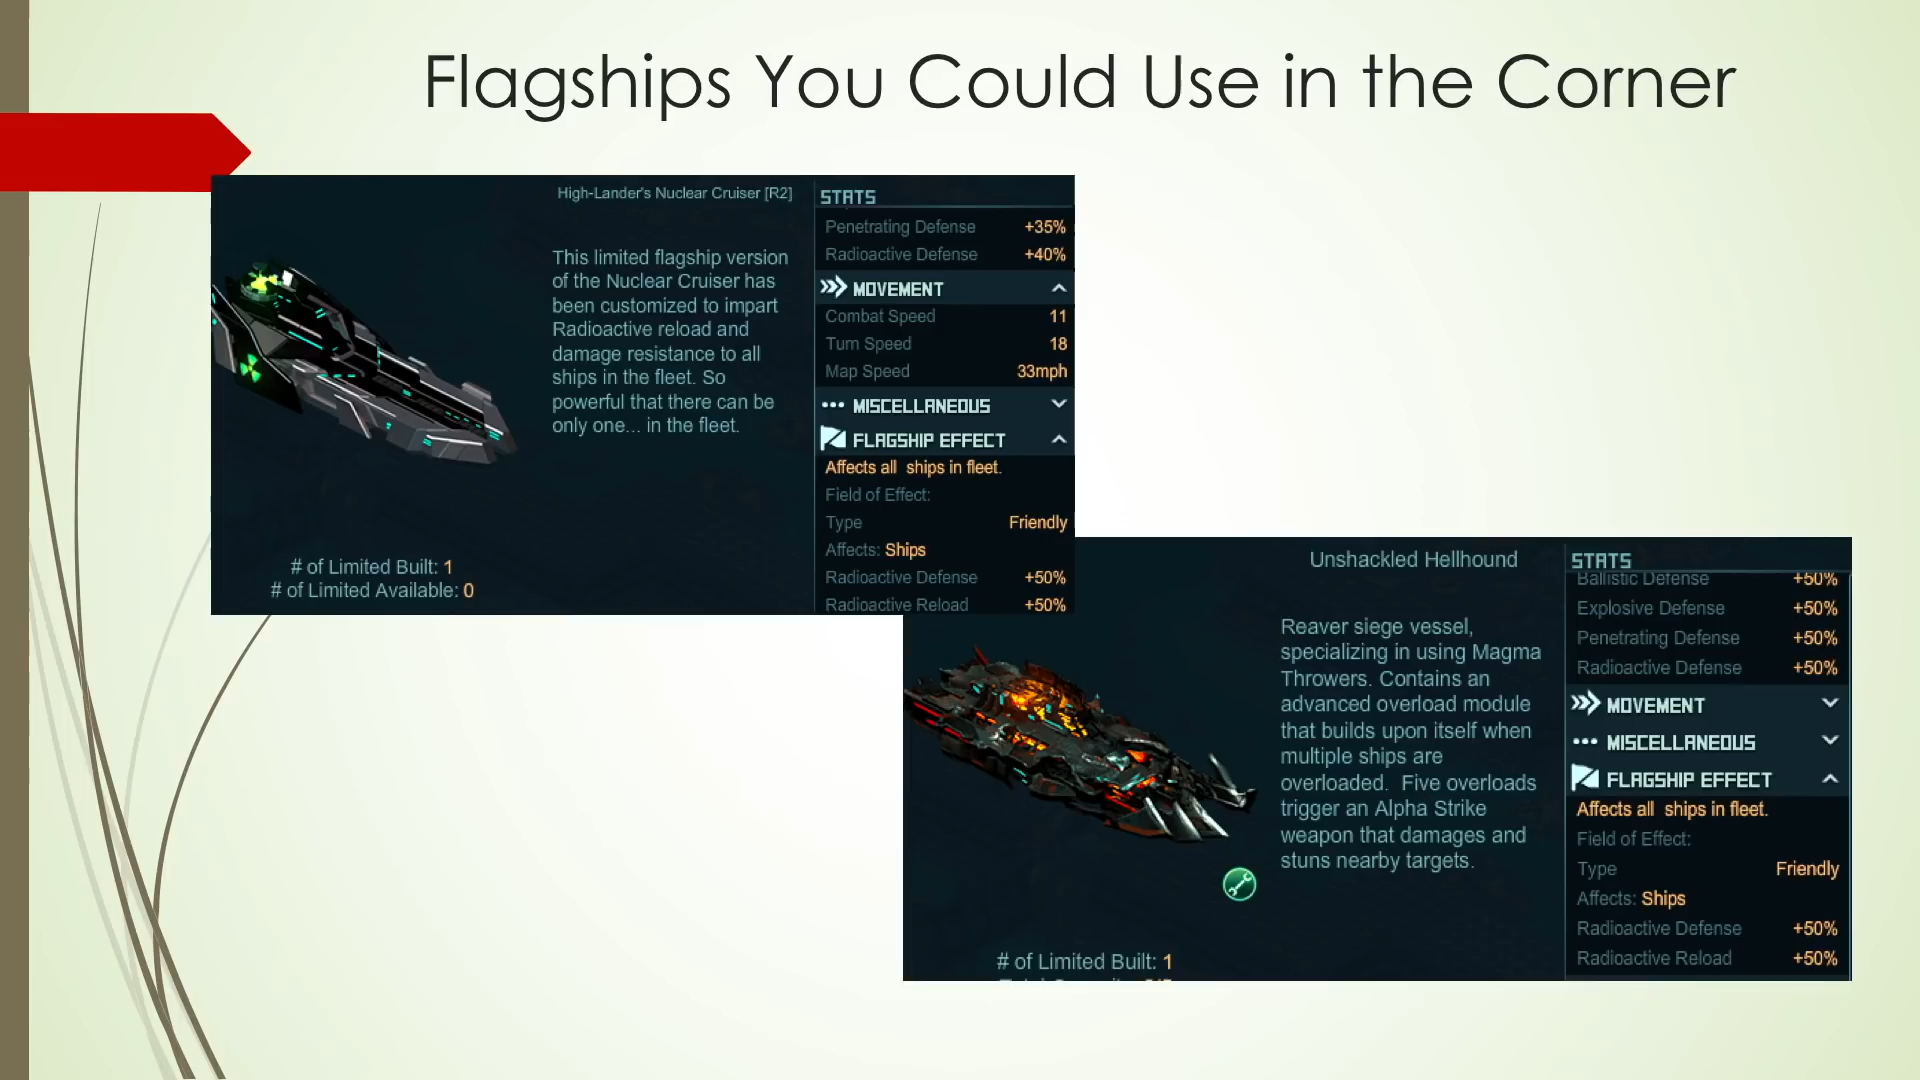 Flagships You Could Use in the Corner
High-Lander's Nuclear Cruiser [R2]
This limited flagship version
of the Nuclear Cruiser has
been customized to impart
Radioactive reload and
damage resistance to all
ships in the fleet. So
powerful that there can be
only one... in the fleet.
# of Limited Built: 1
# of Limited Available: 0
STATS
Penetrating Defense +35%
Radioactive Defense +40%
MOVEMENT
Combat Speed 11
Turn Speed 18
Map Speed 33mph
MISCELLANEOUS
FLAGSHIP EFFECT
Affects all ships in fleet.
Field of Effect:
Type Friendly
Affects: Ships
Radioactive Defense +50%
Radioactive Reload +50%
Unshackled Hellhound
Reaver siege vessel,
specializing in using Magma
Throwers. Contains an
advanced overload module
that builds upon itself when
multiple ships are
overloaded. Five overloads
trigger an Alpha Strike
weapon that damages and
stuns nearby targets.
# of Limited Built: 1
STATS
Ballistic Defense +50%
Explosive Defense +50%
Penetrating Defense +50%
Radioactive Defense +50%
MOVEMENT
MISCELLANEOUS
FLAGSHIP EFFECT
Affects all ships in fleet.
Field of Effect:
Type Friendly
Affects: Ships
Radioactive Defense +50%
Radioactive Reload +50%